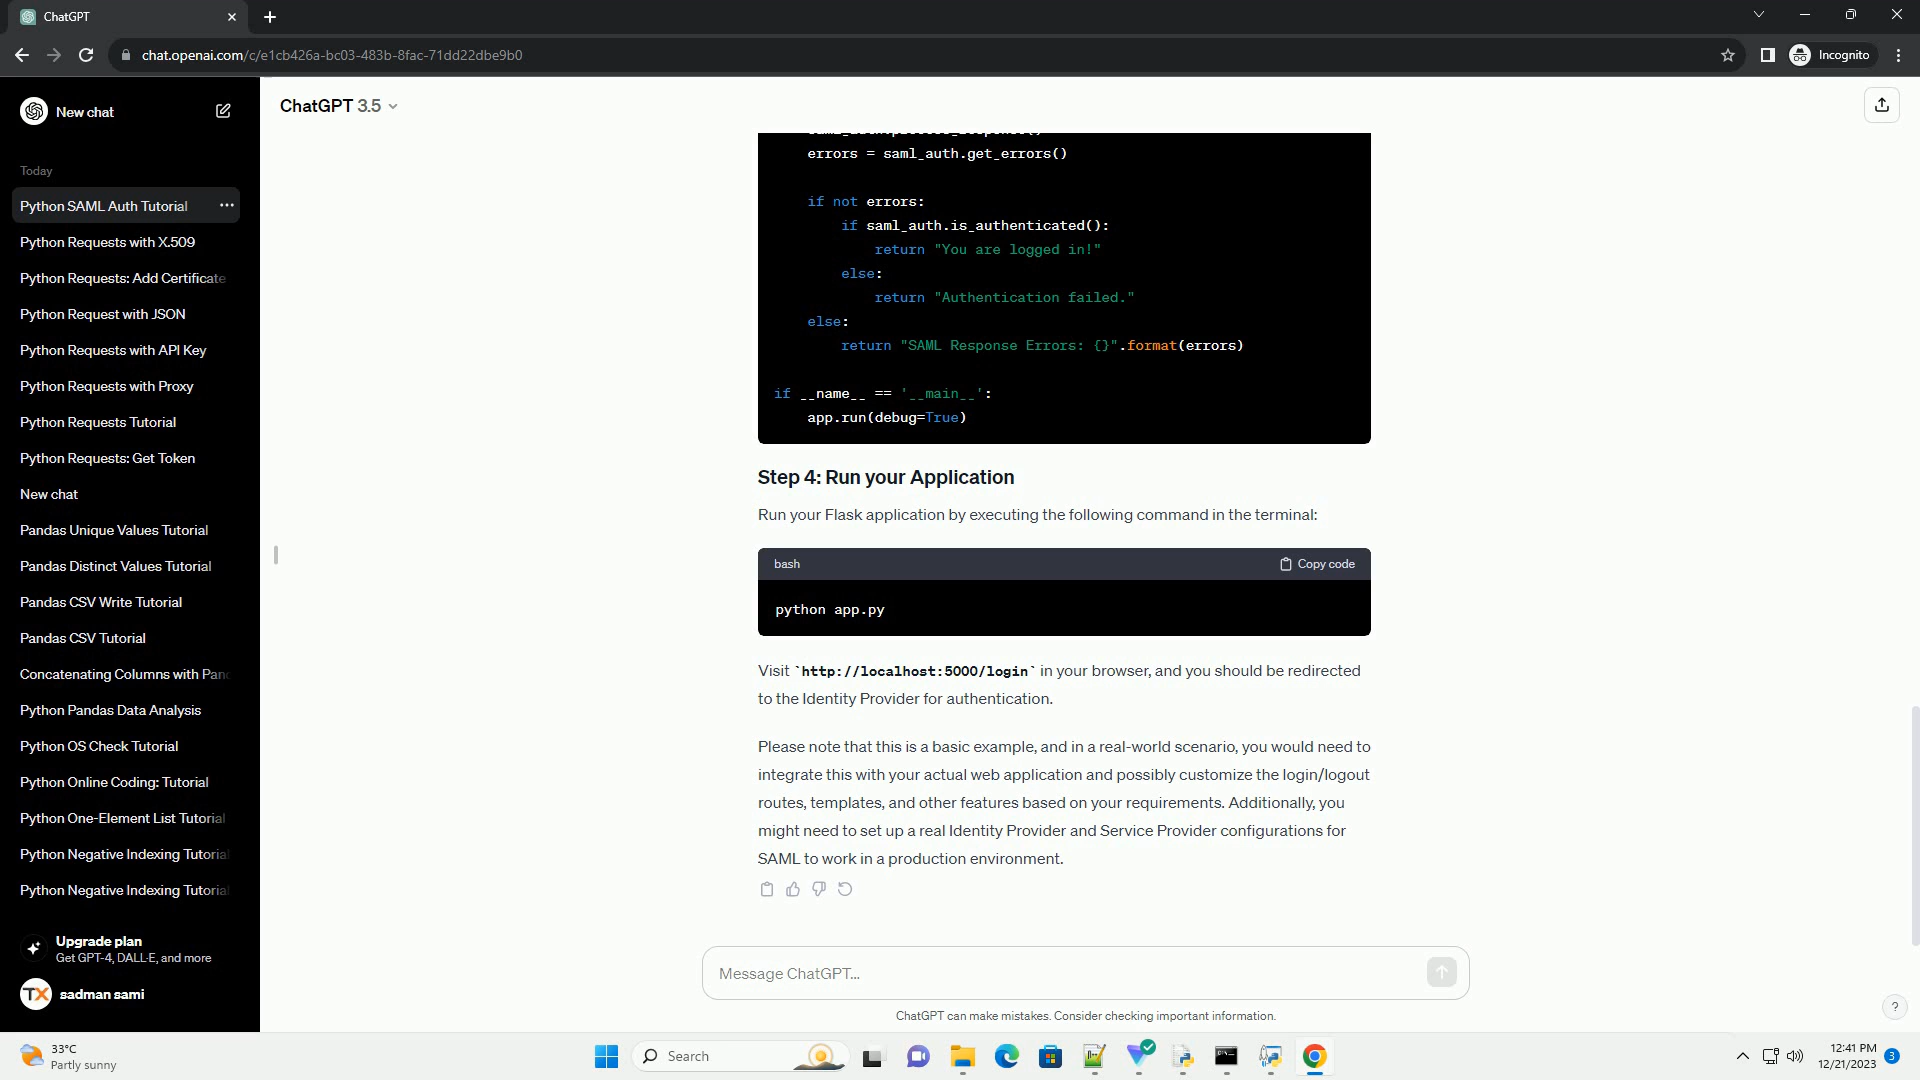 ChatGPT
chat.openai.com/c/e1cb426a-bc03-483b-8fac-71dd22dbe9b0
Incognito
New chat
Today
Python SAML Auth Tutorial
Python Requests with X.509
Python Requests: Add Certificate
Python Request with JSON
Python Requests with API Key
Python Requests with Proxy
Python Requests Tutorial
Python Requests: Get Token
New chat
Pandas Unique Values Tutorial
Pandas Distinct Values Tutorial
Pandas CSV Write Tutorial
Pandas CSV Tutorial
Concatenating Columns with Pan
Python Pandas Data Analysis
Python OS Check Tutorial
Python Online Coding: Tutorial
Python One-Element List Tutorial
Python Negative Indexing Tutorial
Python Negative Indexing Tutorial
Upgrade plan
Get GPT-4, DALL·E, and more
TX sadman sami
ChatGPT 3.5
errors = saml_auth.get_errors()
if not errors:
if saml_auth.is_authenticated():
return "You are logged in!"
else:
return "Authentication failed."
else:
return "SAML Response Errors: {}".format(errors)
if __name__ == '__main__':
app.run(debug=True)
Step 4: Run your Application
Run your Flask application by executing the following command in the terminal:
bash Copy code
python app.py
Visit `http://localhost:5000/login` in your browser, and you should be redirected
to the Identity Provider for authentication.
Please note that this is a basic example, and in a real-world scenario, you would need to
integrate this with your actual web application and possibly customize the login/logout
routes, templates, and other features based on your requirements. Additionally, you
might need to set up a real Identity Provider and Service Provider configurations for
SAML to work in a production environment.
Message ChatGPT...
ChatGPT can make mistakes. Consider checking important information.
?
33°C
Partly sunny
Search
12:41 PM
12/21/2023
3